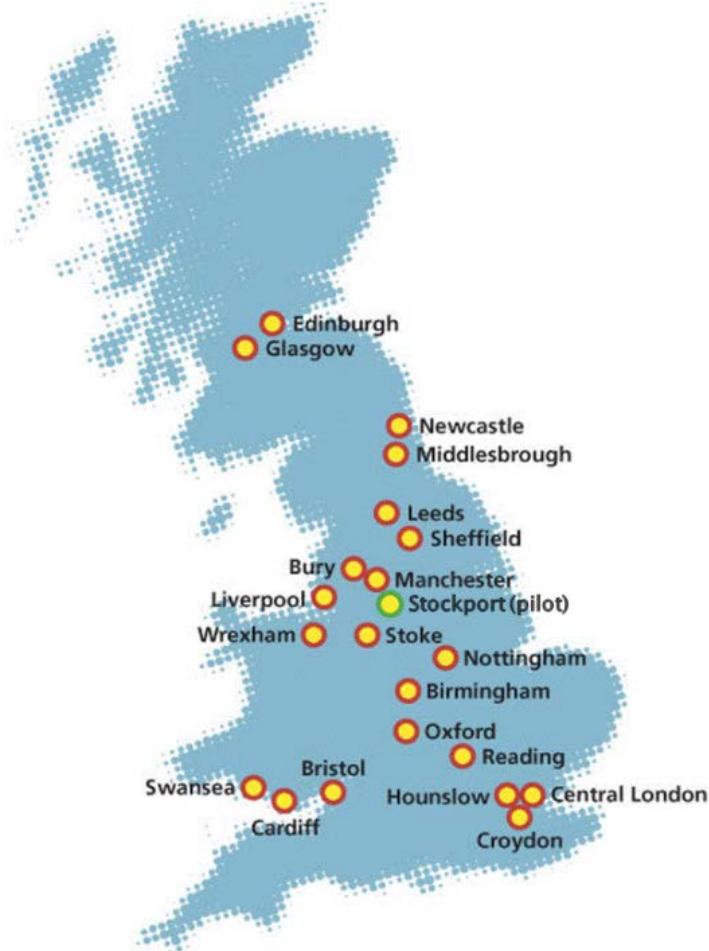 Edinburgh
Glasgow
Newcastle
Middlesbrough
Leeds
Sheffield
Bury
Manchester
Liverpool
Stockport (pilot)
Wrexham
Stoke
Nottingham
Birmingham
Oxford
Reading
Bristol
Swansea
Hounslow
Central London
Cardiff
Croydon